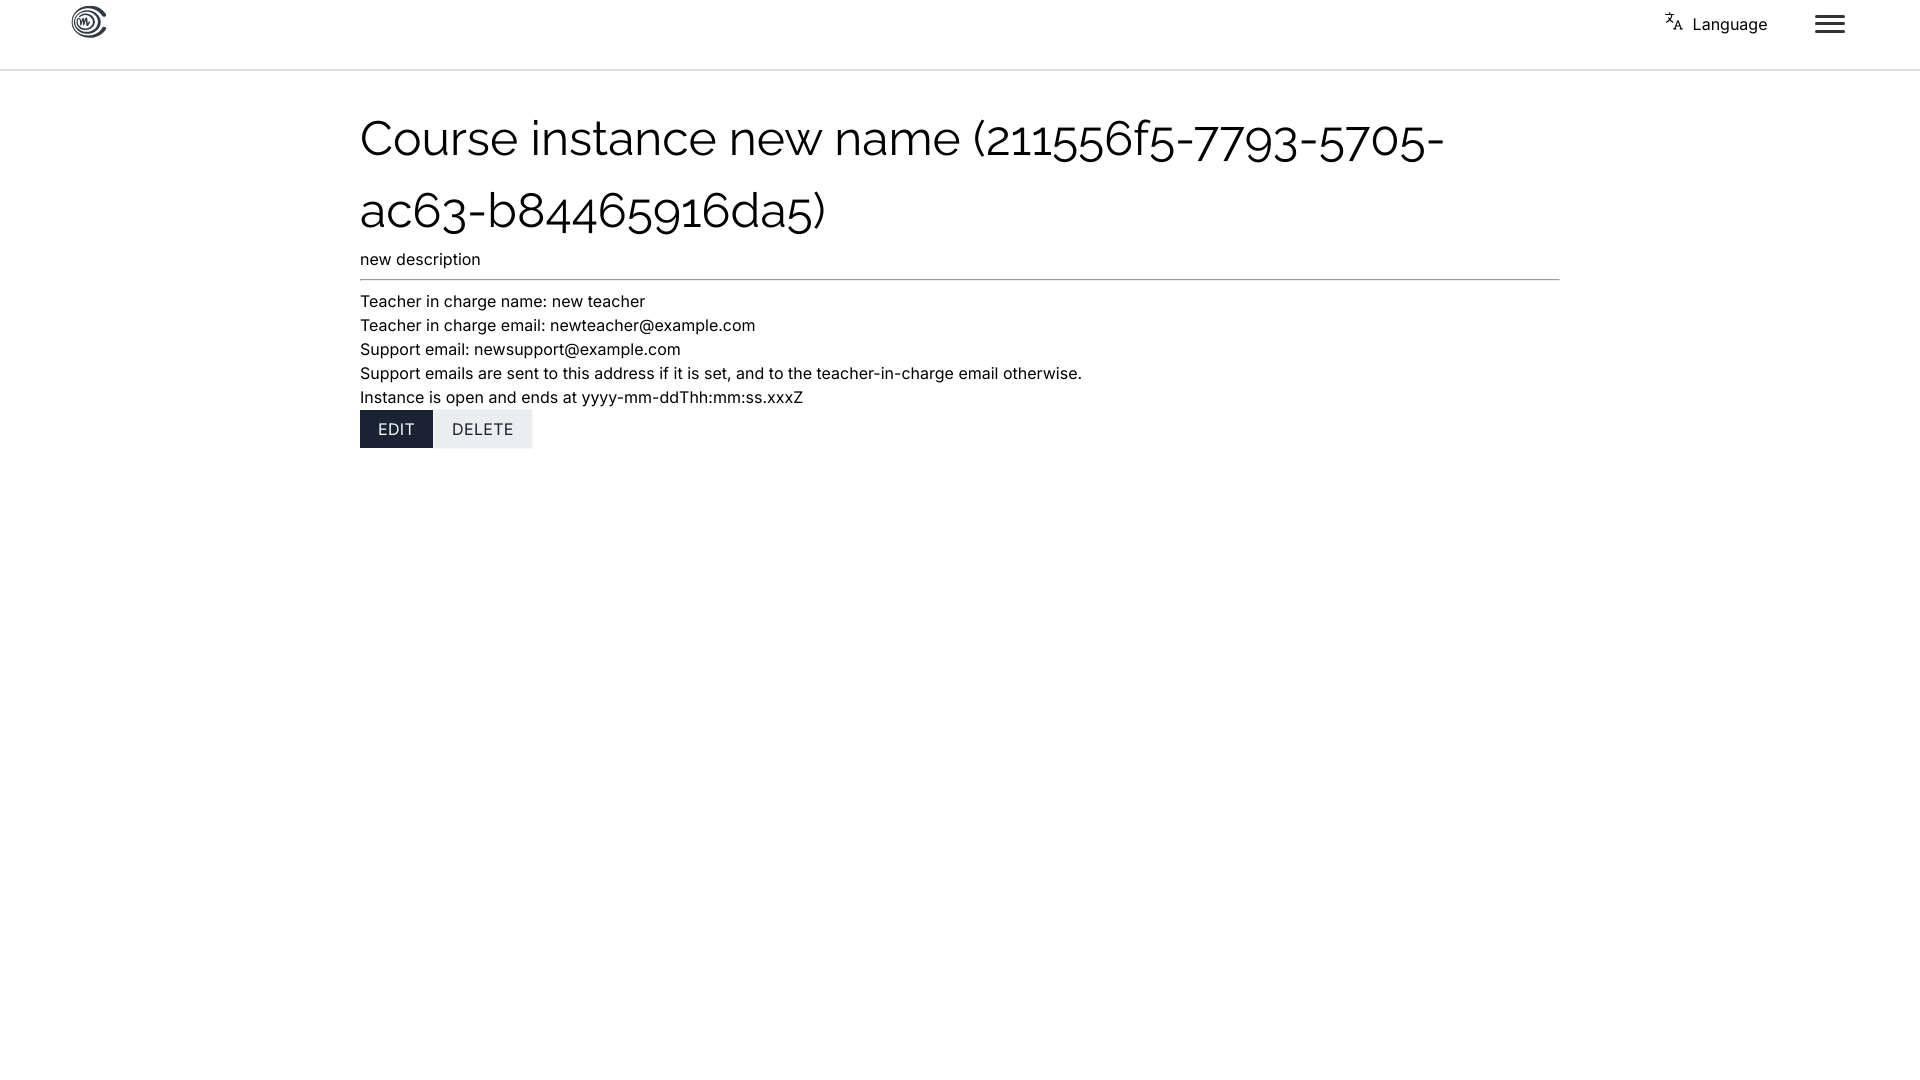 Language
Course instance new name (211556f5-7793-5705-
ac63-b84465916da5)
new description
Teacher in charge name: new teacher
Teacher in charge email: newteacher@example.com
Support email: newsupport@example.com
Support emails are sent to this address if it is set, and to the teacher-in-charge email otherwise.
Instance is open and ends at yyyy-mm-ddThh:mm:ss.xxxZ
EDIT DELETE